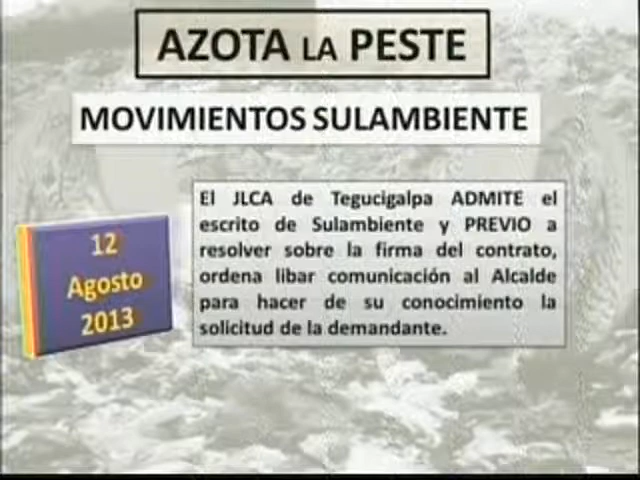 AZOTA LA PESTE
MOVIMIENTOS SULAMBIENTE
El JLCA de Tegucigalpa ADMITE el
escrito de Sulambiente y PREVIO a
resolver sobre la firma del contrato,
ordena libar comunicación al Alcalde
para hacer de su conocimiento la
solicitud de la demandante.
12
Agosto
2013